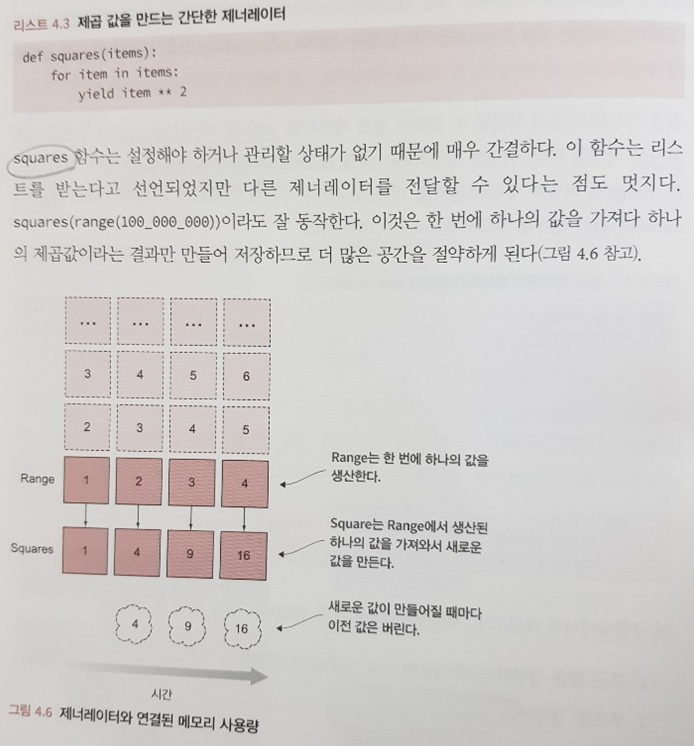 리스트 4.3 제곱 값을 만드는 간단한 제너레이터
def squares(items):
    for item in items:
        yield item ** 2
squares 함수는 설정해야 하거나 관리할 상태가 없기 때문에 매우 간결하다. 이 함수는 리스
트를 받는다고 선언되었지만 다른 제너레이터를 전달할 수 있다는 점도 멋지다.
squares(range(100_000_000))이라도 잘 동작한다. 이것은 한 번에 하나의 값을 가져다 하나
의 제곱값이라는 결과만 만들어 저장하므로 더 많은 공간을 절약하게 된다(그림 4.6 참고).
... ... ... ...
3 4 5 6
2 3 4 5
Range 1 2 3 4
Range는 한 번에 하나의 값을
생산한다.
Squares 1 4 9 16
Square는 Range에서 생산된
하나의 값을 가져와서 새로운
값을 만든다.
4 9 16
새로운 값이 만들어질 때마다
이전 값은 버린다.
시간
그림 4.6 제너레이터와 연결된 메모리 사용량